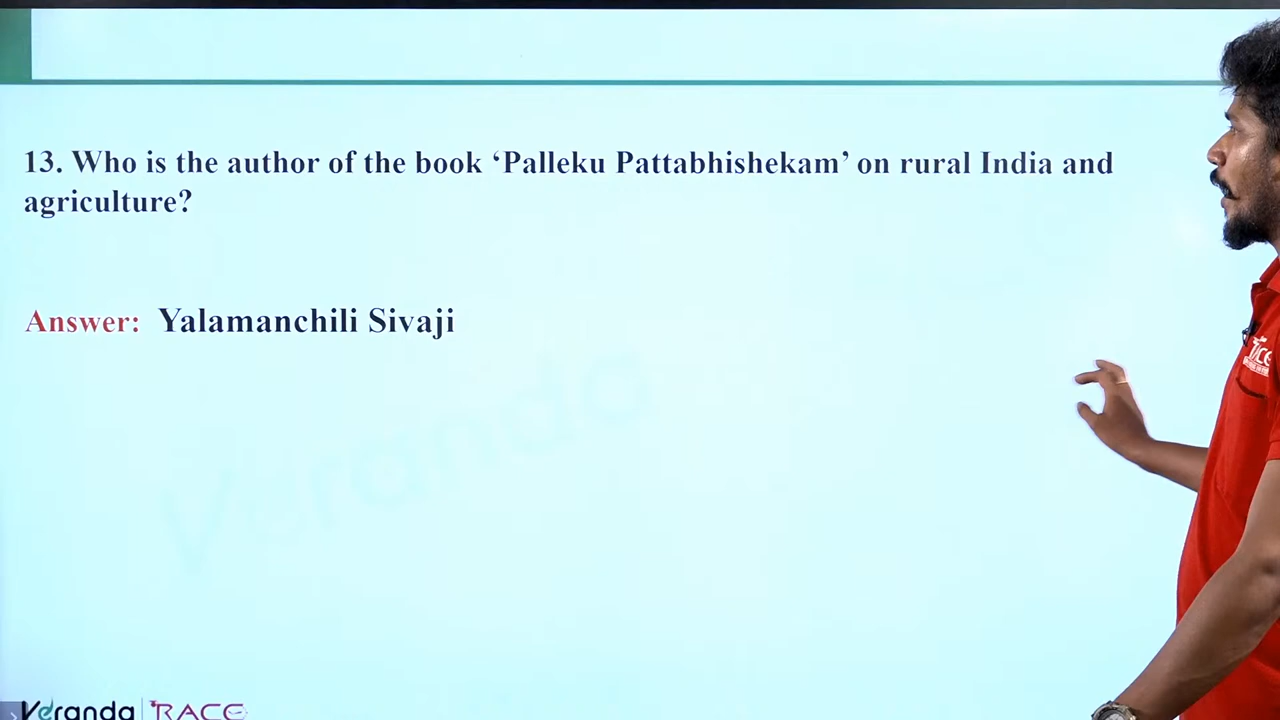 13. Who is the author of the book ‘Palleku Pattabhishekam’ on rural India and
agriculture?
Answer: Yalamanchili Sivaji
Veranda
Veranda RACE